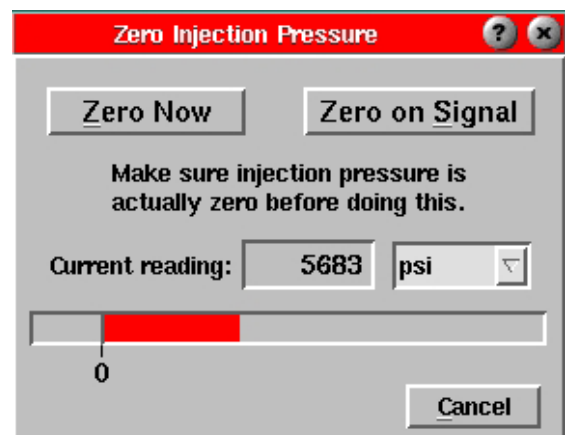 Zero Injection Pressure
Zero Now
Zero on Signal
Make sure injection pressure is
actually zero before doing this.
Current reading: 5683 psi
0
Cancel